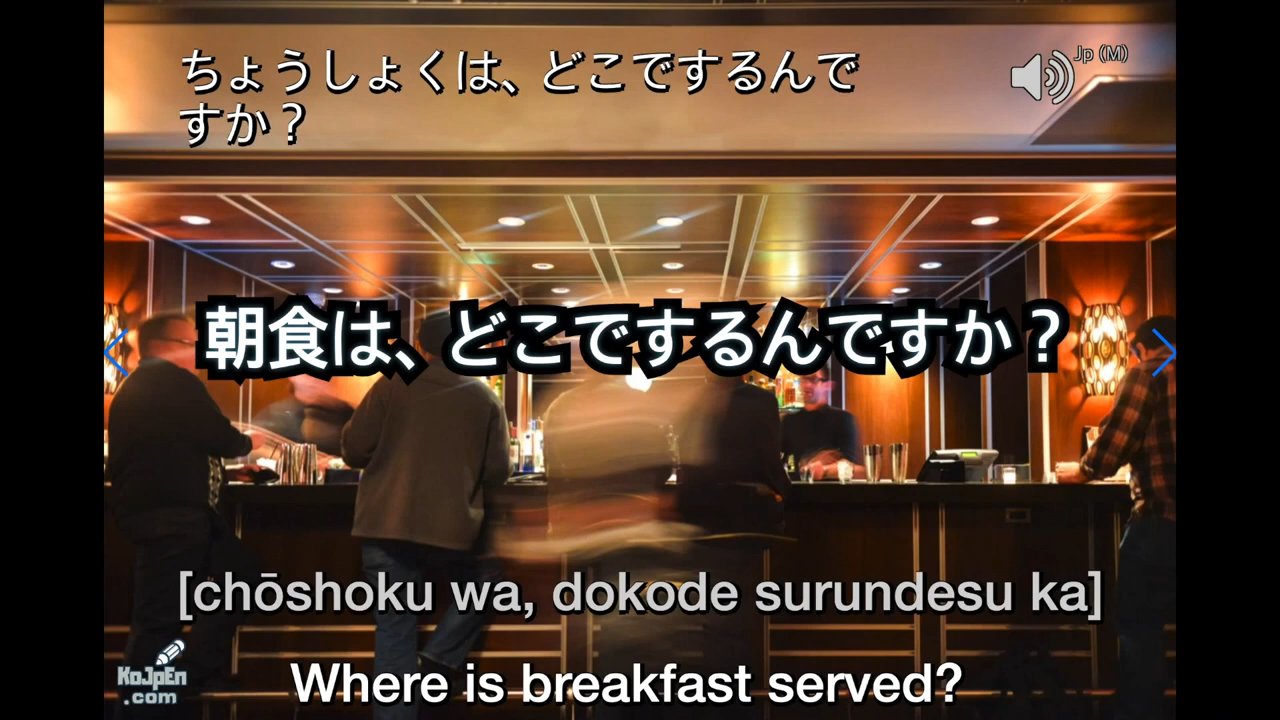 ちょうしょくは、どこでするんで
すか？
Jp (M)
朝食は、どこでするんですか？
[chōshoku wa, dokode surundesu ka]
KoJpEn
.com
Where is breakfast served?